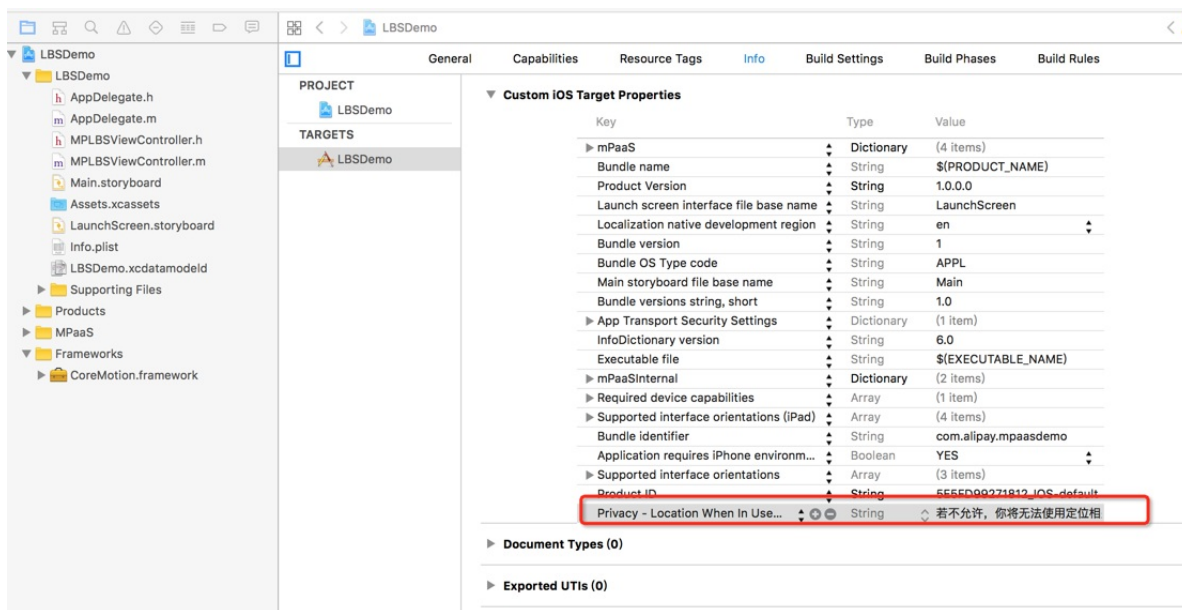 LBSDemo
LBSDemo
General Capabilities Resource Tags Info Build Settings Build Phases Build Rules
LBSDemo
AppDelegate.h
AppDelegate.m
MPLBSViewController.h
MPLBSViewController.m
Main.storyboard
Assets.xcassets
LaunchScreen.storyboard
Info.plist
LBSDemo.xcdatamodeld
Supporting Files
Products
MPaaS
Frameworks
CoreMotion.framework
PROJECT
LBSDemo
TARGETS
LBSDemo
Custom iOS Target Properties
Key Type Value
mPaaS Dictionary (4 items)
Bundle name String $(PRODUCT_NAME)
Product Version String 1.0.0.0
Launch screen interface file base name String LaunchScreen
Localization native development region String en
Bundle version String 1
Bundle OS Type code String APPL
Main storyboard file base name String Main
Bundle versions string, short String 1.0
App Transport Security Settings Dictionary (1 item)
InfoDictionary version String 6.0
Executable file String $(EXECUTABLE_NAME)
mPaaSInternal Dictionary (2 items)
Required device capabilities Array (1 item)
Supported interface orientations (iPad) Array (4 items)
Bundle identifier String com.alipay.mpaasdemo
Application requires iPhone environm... Boolean YES
Supported interface orientations Array (3 items)
Product ID String 5E5FD99271812_IOS-default
Privacy - Location When In Use... String 若不允许，你将无法使用定位相
Document Types (0)
Exported UTIs (0)